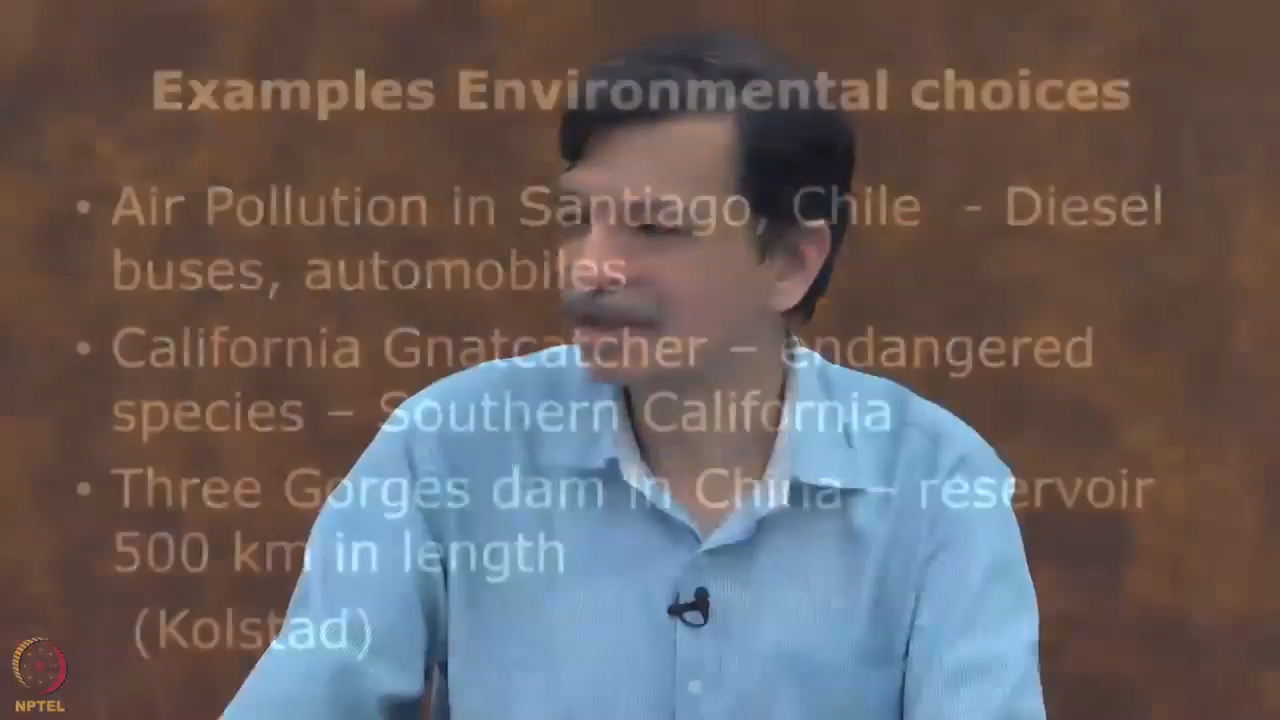 Examples Environmental choices
• Air Pollution in Santiago, Chile - Diesel
buses, automobiles
• California Gnatcatcher – endangered
species – Southern California
• Three Gorges dam in China – reservoir
500 km in length
(Kolstad)
NPTEL